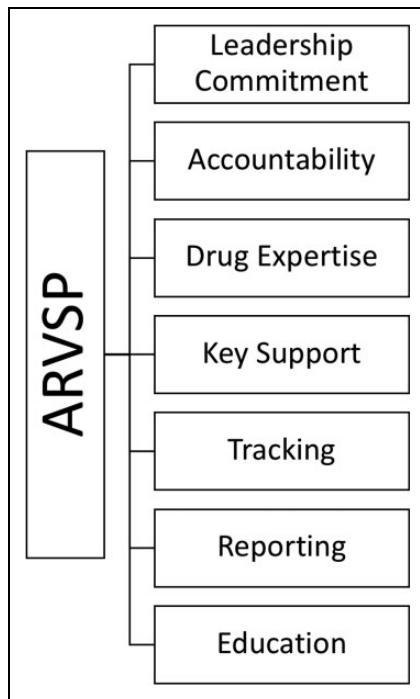 ARVSP
Leadership
Commitment
Accountability
Drug Expertise
Key Support
Tracking
Reporting
Education